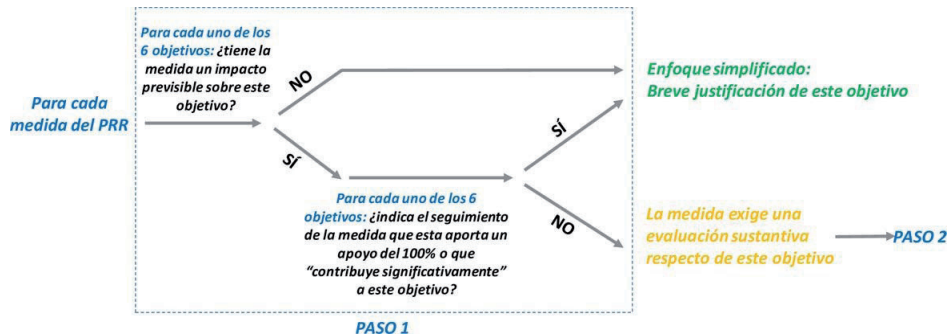 Para cada uno de los
6 objetivos: ¿tiene la
medida un impacto
previsible sobre este
objetivo?
NO
Enfoque simplificado:
Breve justificación de este objetivo
Para cada
medida del PRR
SÍ
SÍ
Para cada uno de los 6
objetivos: ¿indica el seguimiento
de la medida que esta aporta un
apoyo del 100% o que
“contribuye significativamente”
a este objetivo?
NO
La medida exige una
evaluación sustantiva
respecto de este objetivo
PASO 2
PASO 1